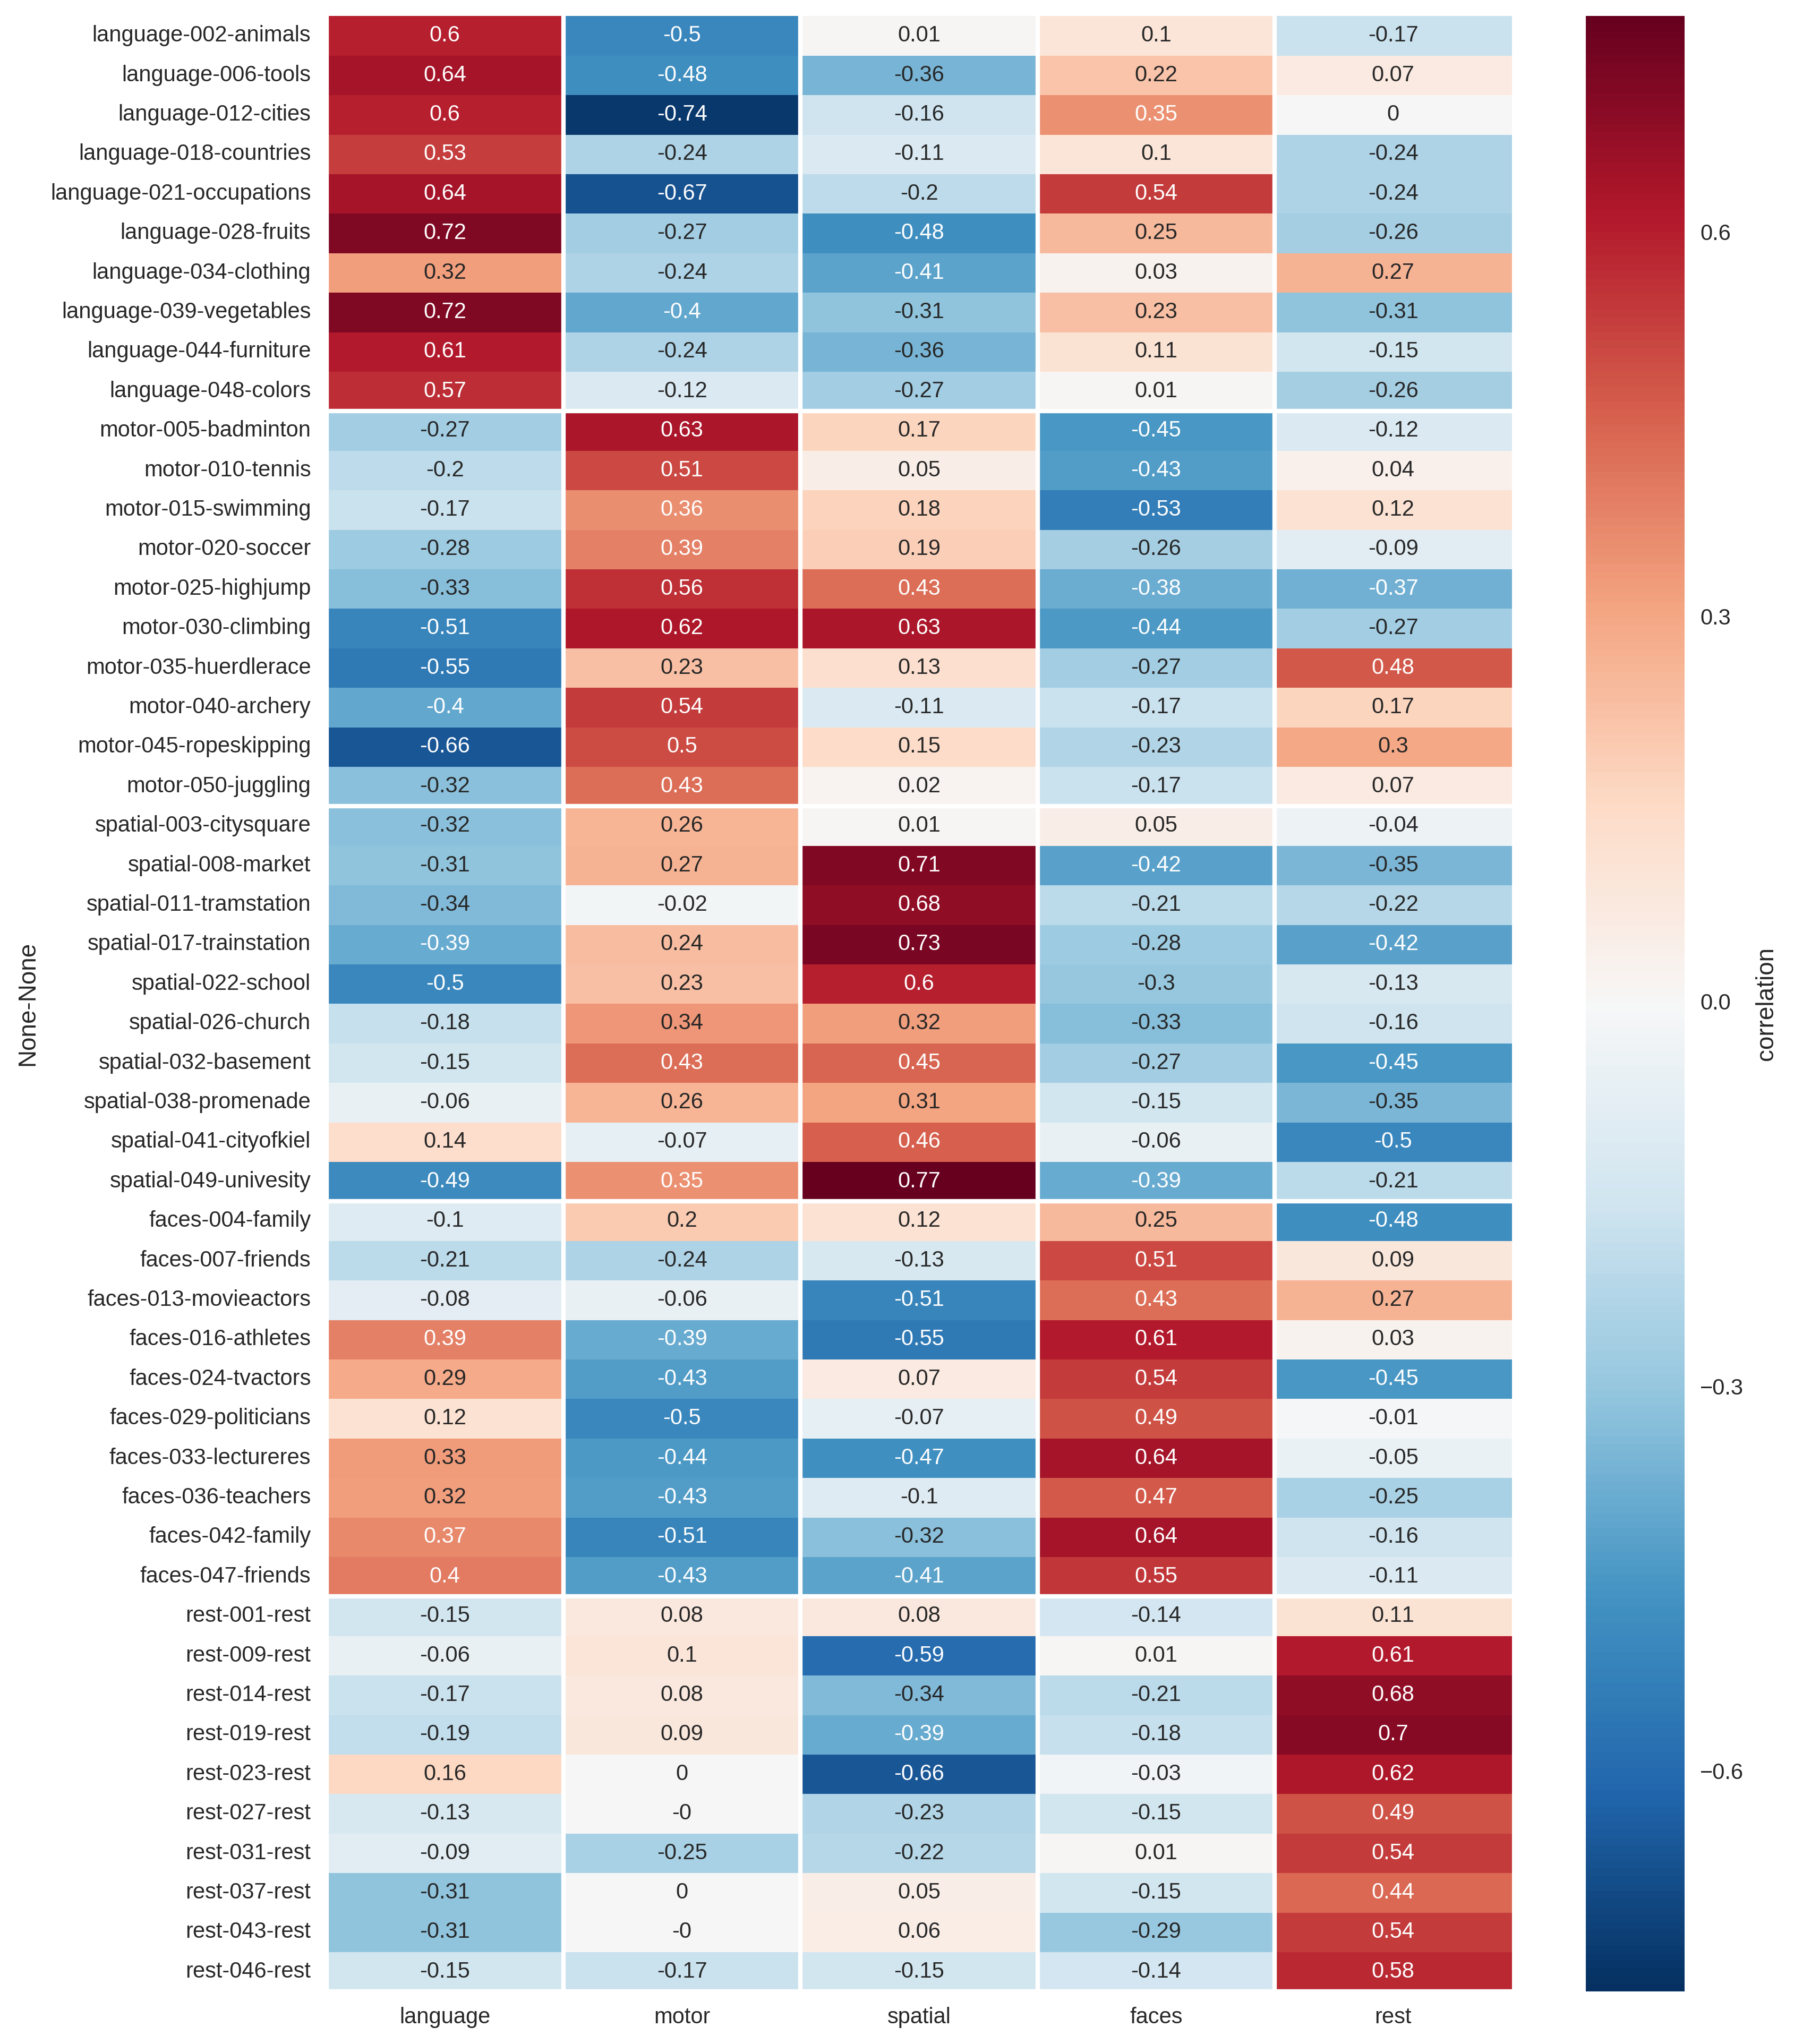 language-002-animals 0.6 -0.5 0.01 0.1 -0.17
language-006-tools 0.64 -0.48 -0.36 0.22 0.07
language-012-cities 0.6 -0.74 -0.16 0.35 0
language-018-countries 0.53 -0.24 -0.11 0.1 -0.24
language-021-occupations 0.64 -0.67 -0.2 0.54 -0.24
language-028-fruits 0.72 -0.27 -0.48 0.25 -0.26
language-034-clothing 0.32 -0.24 -0.41 0.03 0.27
language-039-vegetables 0.72 -0.4 -0.31 0.23 -0.31
language-044-furniture 0.61 -0.24 -0.36 0.11 -0.15
language-048-colors 0.57 -0.12 -0.27 0.01 -0.26
motor-005-badminton -0.27 0.63 0.17 -0.45 -0.12
motor-010-tennis -0.2 0.51 0.05 -0.43 0.04
motor-015-swimming -0.17 0.36 0.18 -0.53 0.12
motor-020-soccer -0.28 0.39 0.19 -0.26 -0.09
motor-025-highjump -0.33 0.56 0.43 -0.38 -0.37
motor-030-climbing -0.51 0.62 0.63 -0.44 -0.27
motor-035-huerdlerace -0.55 0.23 0.13 -0.27 0.48
motor-040-archery -0.4 0.54 -0.11 -0.17 0.17
motor-045-ropeskipping -0.66 0.5 0.15 -0.23 0.3
motor-050-juggling -0.32 0.43 0.02 -0.17 0.07
spatial-003-citysquare -0.32 0.26 0.01 0.05 -0.04
spatial-008-market -0.31 0.27 0.71 -0.42 -0.35
spatial-011-tramstation -0.34 -0.02 0.68 -0.21 -0.22
spatial-017-trainstation -0.39 0.24 0.73 -0.28 -0.42
spatial-022-school -0.5 0.23 0.6 -0.3 -0.13
spatial-026-church -0.18 0.34 0.32 -0.33 -0.16
spatial-032-basement -0.15 0.43 0.45 -0.27 -0.45
spatial-038-promenade -0.06 0.26 0.31 -0.15 -0.35
spatial-041-cityofkiel 0.14 -0.07 0.46 -0.06 -0.5
spatial-049-univesity -0.49 0.35 0.77 -0.39 -0.21
faces-004-family -0.1 0.2 0.12 0.25 -0.48
faces-007-friends -0.21 -0.24 -0.13 0.51 0.09
faces-013-movieactors -0.08 -0.06 -0.51 0.43 0.27
faces-016-athletes 0.39 -0.39 -0.55 0.61 0.03
faces-024-tvactors 0.29 -0.43 0.07 0.54 -0.45
faces-029-politicians 0.12 -0.5 -0.07 0.49 -0.01
faces-033-lectureres 0.33 -0.44 -0.47 0.64 -0.05
faces-036-teachers 0.32 -0.43 -0.1 0.47 -0.25
faces-042-family 0.37 -0.51 -0.32 0.64 -0.16
faces-047-friends 0.4 -0.43 -0.41 0.55 -0.11
rest-001-rest -0.15 0.08 0.08 -0.14 0.11
rest-009-rest -0.06 0.1 -0.59 0.01 0.61
rest-014-rest -0.17 0.08 -0.34 -0.21 0.68
rest-019-rest -0.19 0.09 -0.39 -0.18 0.7
rest-023-rest 0.16 0 -0.66 -0.03 0.62
rest-027-rest -0.13 -0 -0.23 -0.15 0.49
rest-031-rest -0.09 -0.25 -0.22 0.01 0.54
rest-037-rest -0.31 0 0.05 -0.15 0.44
rest-043-rest -0.31 -0 0.06 -0.29 0.54
rest-046-rest -0.15 -0.17 -0.15 -0.14 0.58
language motor spatial faces rest
None-None
0.6
0.3
0.0
−0.3
−0.6
correlation